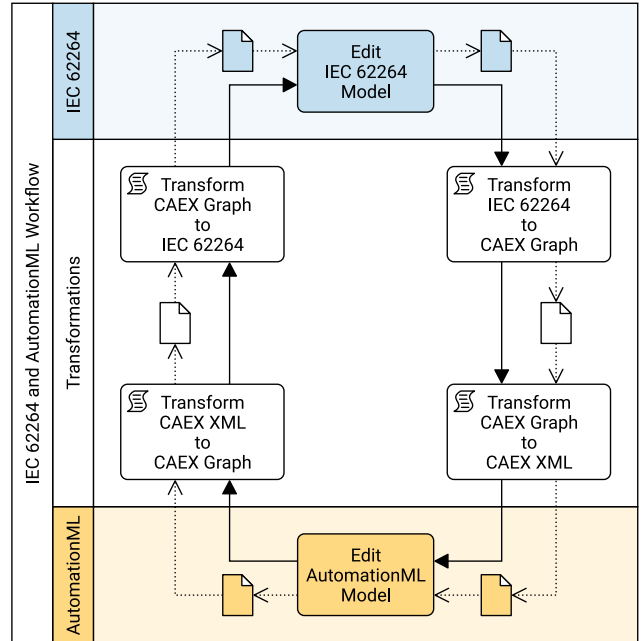 IEC 62264 and AutomationML Workflow
IEC 62264
Edit
IEC 62264
Model
Transformations
Transform
CAEX Graph
to
IEC 62264
Transform
IEC 62264
to
CAEX Graph
Transform
CAEX XML
to
CAEX Graph
Transform
CAEX Graph
to
CAEX XML
AutomationML
Edit
AutomationML
Model